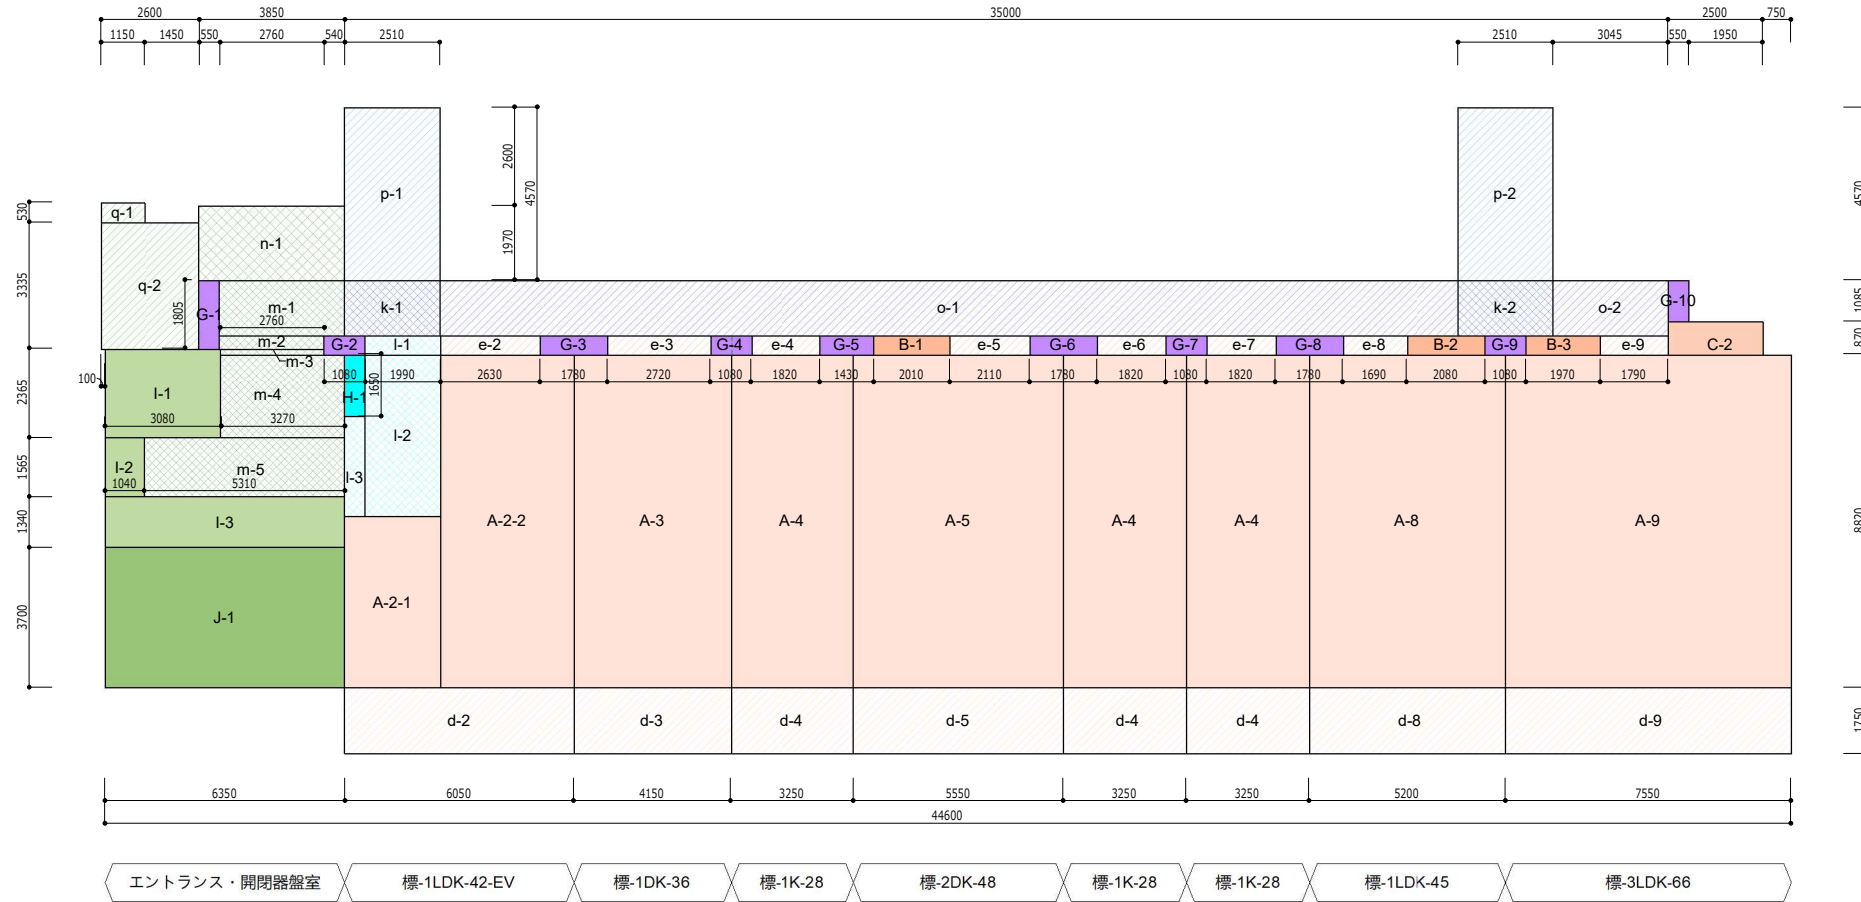 2600 3850 35000 2500 750
1150 1450 550 2760 540 2510 2510 3045 550 1950
2600
4570
1970
4570
530
3335
2365
1565
1340
3700
1085
870
8820
1750
p-1 p-2
q-1
n-1
q-2
1805
G-1 m-1 k-1 o-1 k-2 o-2 G-10
2760
m-2 G-2 l-1 e-2 G-3 e-3 G-4 e-4 G-5 B-1 e-5 G-6 e-6 G-7 e-7 G-8 e-8 B-2 G-9 B-3 e-9 C-2
m-3
100
1080 1990 2630 1780 2720 1080 1820 1430 2010 2110 1780 1820 1080 1820 1780 1690 2080 1080 1970 1790
1650
I-1 m-4 H-1
3080 3270
l-2
I-2 m-5 l-3
1040 5310
I-3 A-2-2 A-3 A-4 A-5 A-4 A-4 A-8 A-9
J-1 A-2-1
d-2 d-3 d-4 d-5 d-4 d-4 d-8 d-9
6350 6050 4150 3250 5550 3250 3250 5200 7550
44600
エントランス・開閉器盤室 標-1LDK-42-EV 標-1DK-36 標-1K-28 標-2DK-48 標-1K-28 標-1K-28 標-1LDK-45 標-3LDK-66